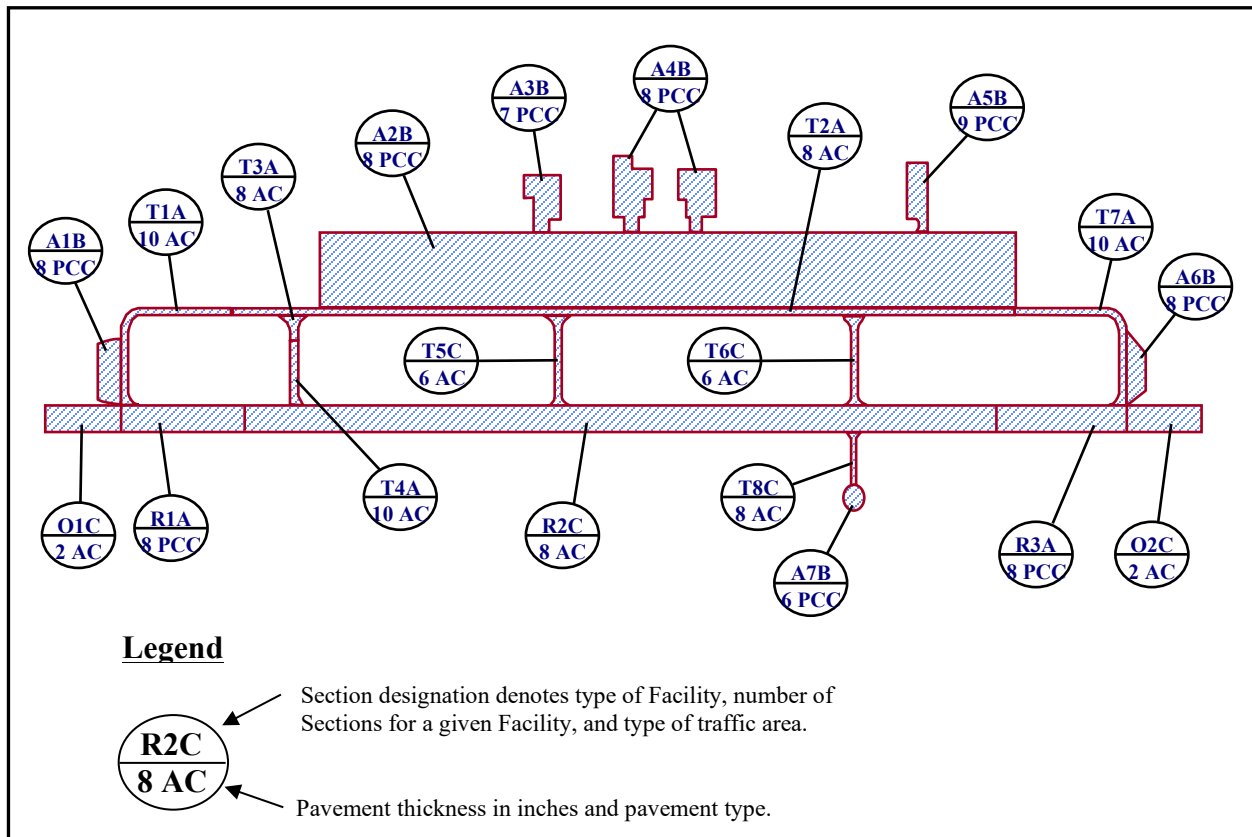 A3B
7 PCC
A4B
8 PCC
A5B
9 PCC
A2B
8 PCC
T2A
8 AC
T3A
8 AC
T1A
10 AC
T7A
10 AC
A1B
8 PCC
A6B
8 PCC
T5C
6 AC
T6C
6 AC
O1C
2 AC
R1A
8 PCC
T4A
10 AC
R2C
8 AC
T8C
8 AC
A7B
6 PCC
R3A
8 PCC
O2C
2 AC
Legend
Section designation denotes type of Facility, number of
Sections for a given Facility, and type of traffic area.
R2C
8 AC
Pavement thickness in inches and pavement type.